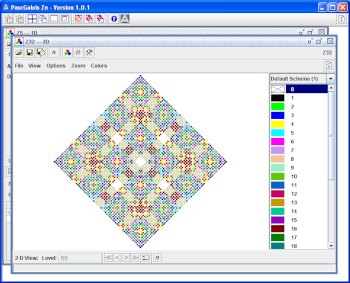 PascGalois Zn - Version 1.0.1
Z5 --- 1D
Z32 --- 2D
Z32
File View Options Zoom Colors
Default Scheme (1)
0
1
2
3
4
5
6
7
8
9
10
11
12
13
14
15
16
17
18
2-D View: Level: 59